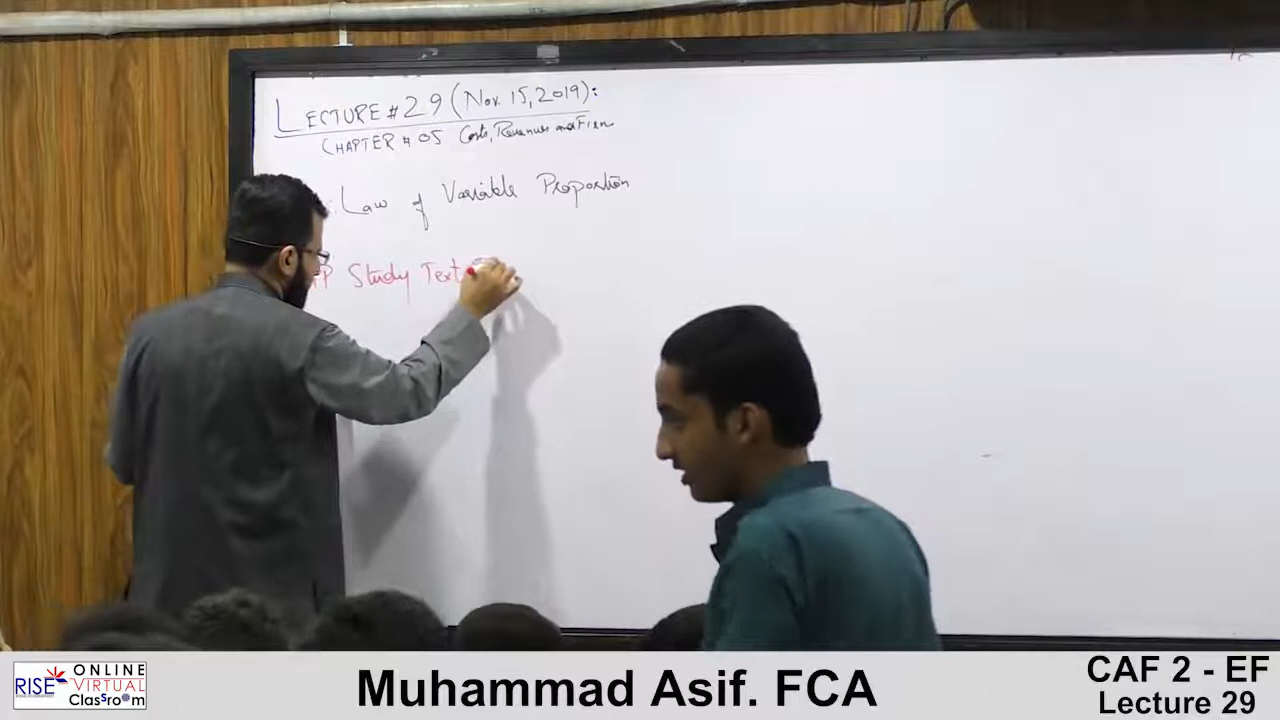 LECTURE # 29 (Nov. 15, 2019):
CHAPTER # 05 Costs, Revenues and Firm
Law of Variable Proportion
P Study Text
RISE
ONLINE
VIRTUAL
ClasSroom
Muhammad Asif. FCA
CAF 2 - EF
Lecture 29